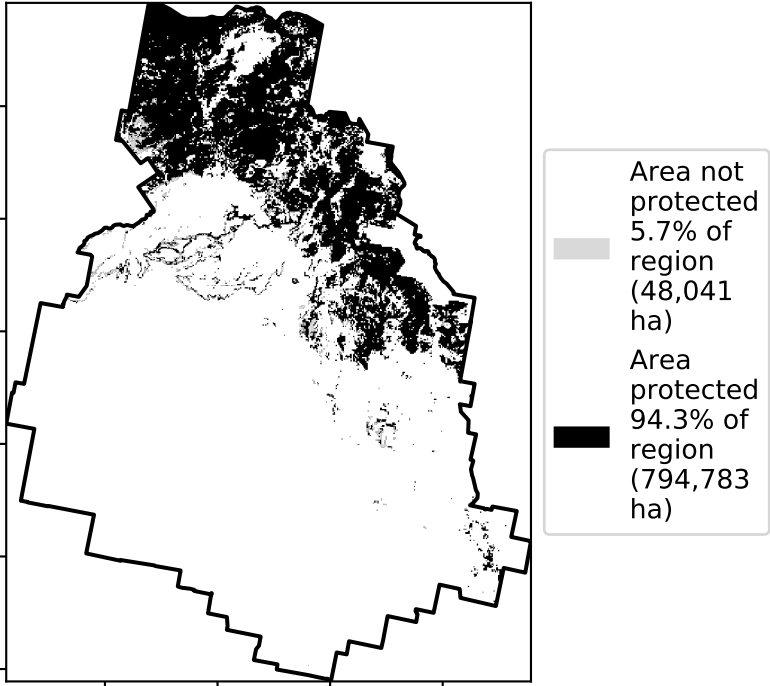 Area not
protected
5.7% of
region
(48,041
ha)
Area
protected
94.3% of
region
(794,783
ha)